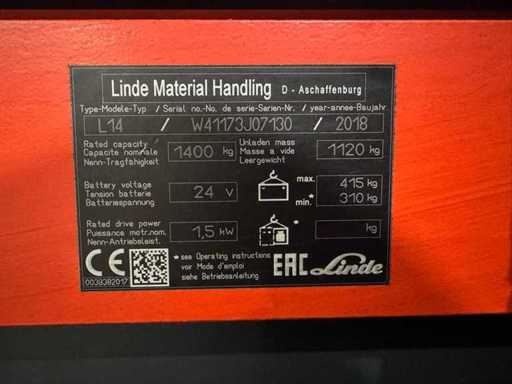 Linde Material Handling D - Aschaffenburg
Type-Modele-Typ / Serial no.-No. de serie-Serien-Nr. / year-annee-Baujahr
L14 / W41173J07130 / 2018
Rated capacity
Capacite nominale
Nenn-Tragfähigkeit
1400 kg
Unladen mass
Masse a vide
Leergewicht
1120 kg
Battery voltage
Tension batterie
Batteriespannung
24 V
max. 415 kg
min.* 310 kg
Rated drive power
Puissance motr.nom.
Nenn-Antriebsleist.
1,5 kW
* kg
CE
0039382017
* see Operating instructions
voir Mode d'emploi
siehe Betriebsanleitung
EAC Linde